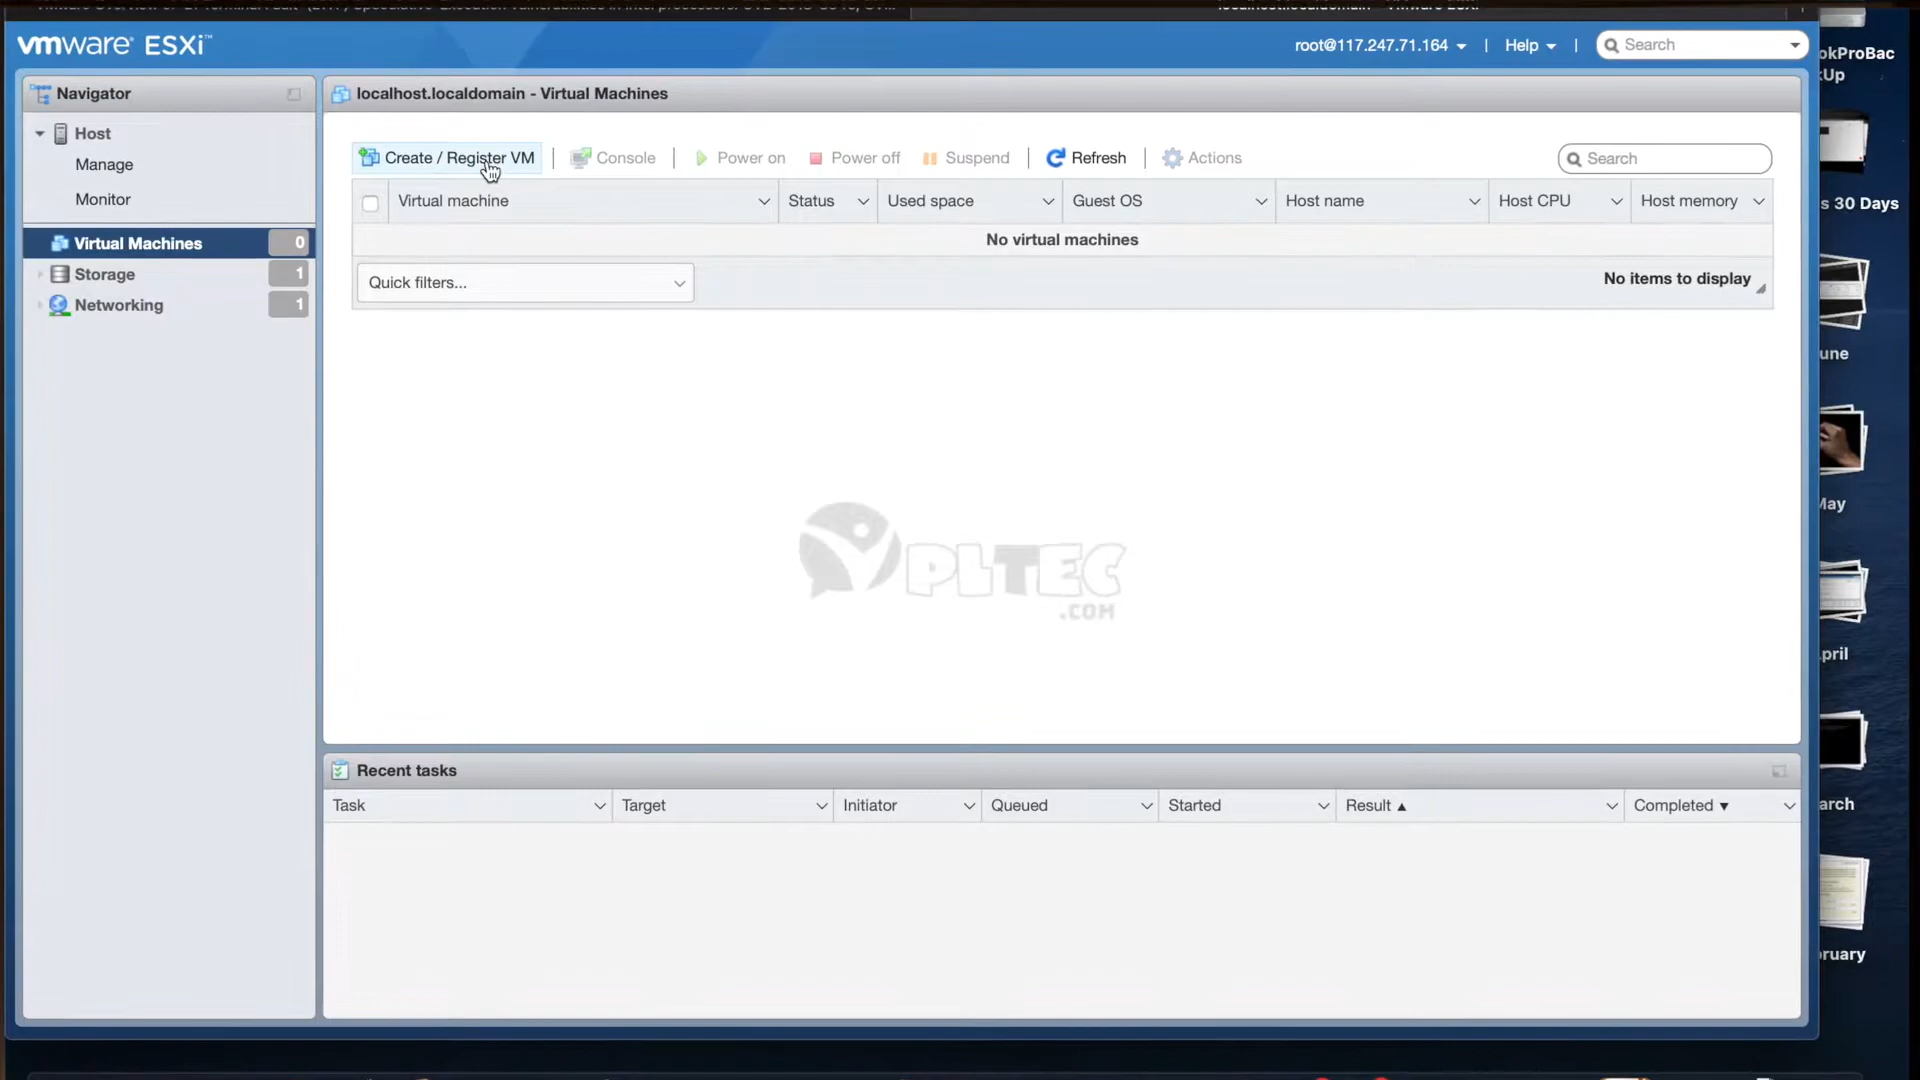 vmware ESXi™
root@117.247.71.164 | Help | Search
okProBac
Up
Navigator
Host
Manage
Monitor
Virtual Machines 0
Storage 1
Networking 1
localhost.localdomain - Virtual Machines
Create / Register VM | Console | Power on Power off Suspend | Refresh | Actions
Search
Virtual machine Status Used space Guest OS Host name Host CPU Host memory
No virtual machines
Quick filters...
No items to display
PLTEC
.COM
Recent tasks
Task Target Initiator Queued Started Result ▲ Completed ▼
s 30 Days
une
May
pril
arch
ruary